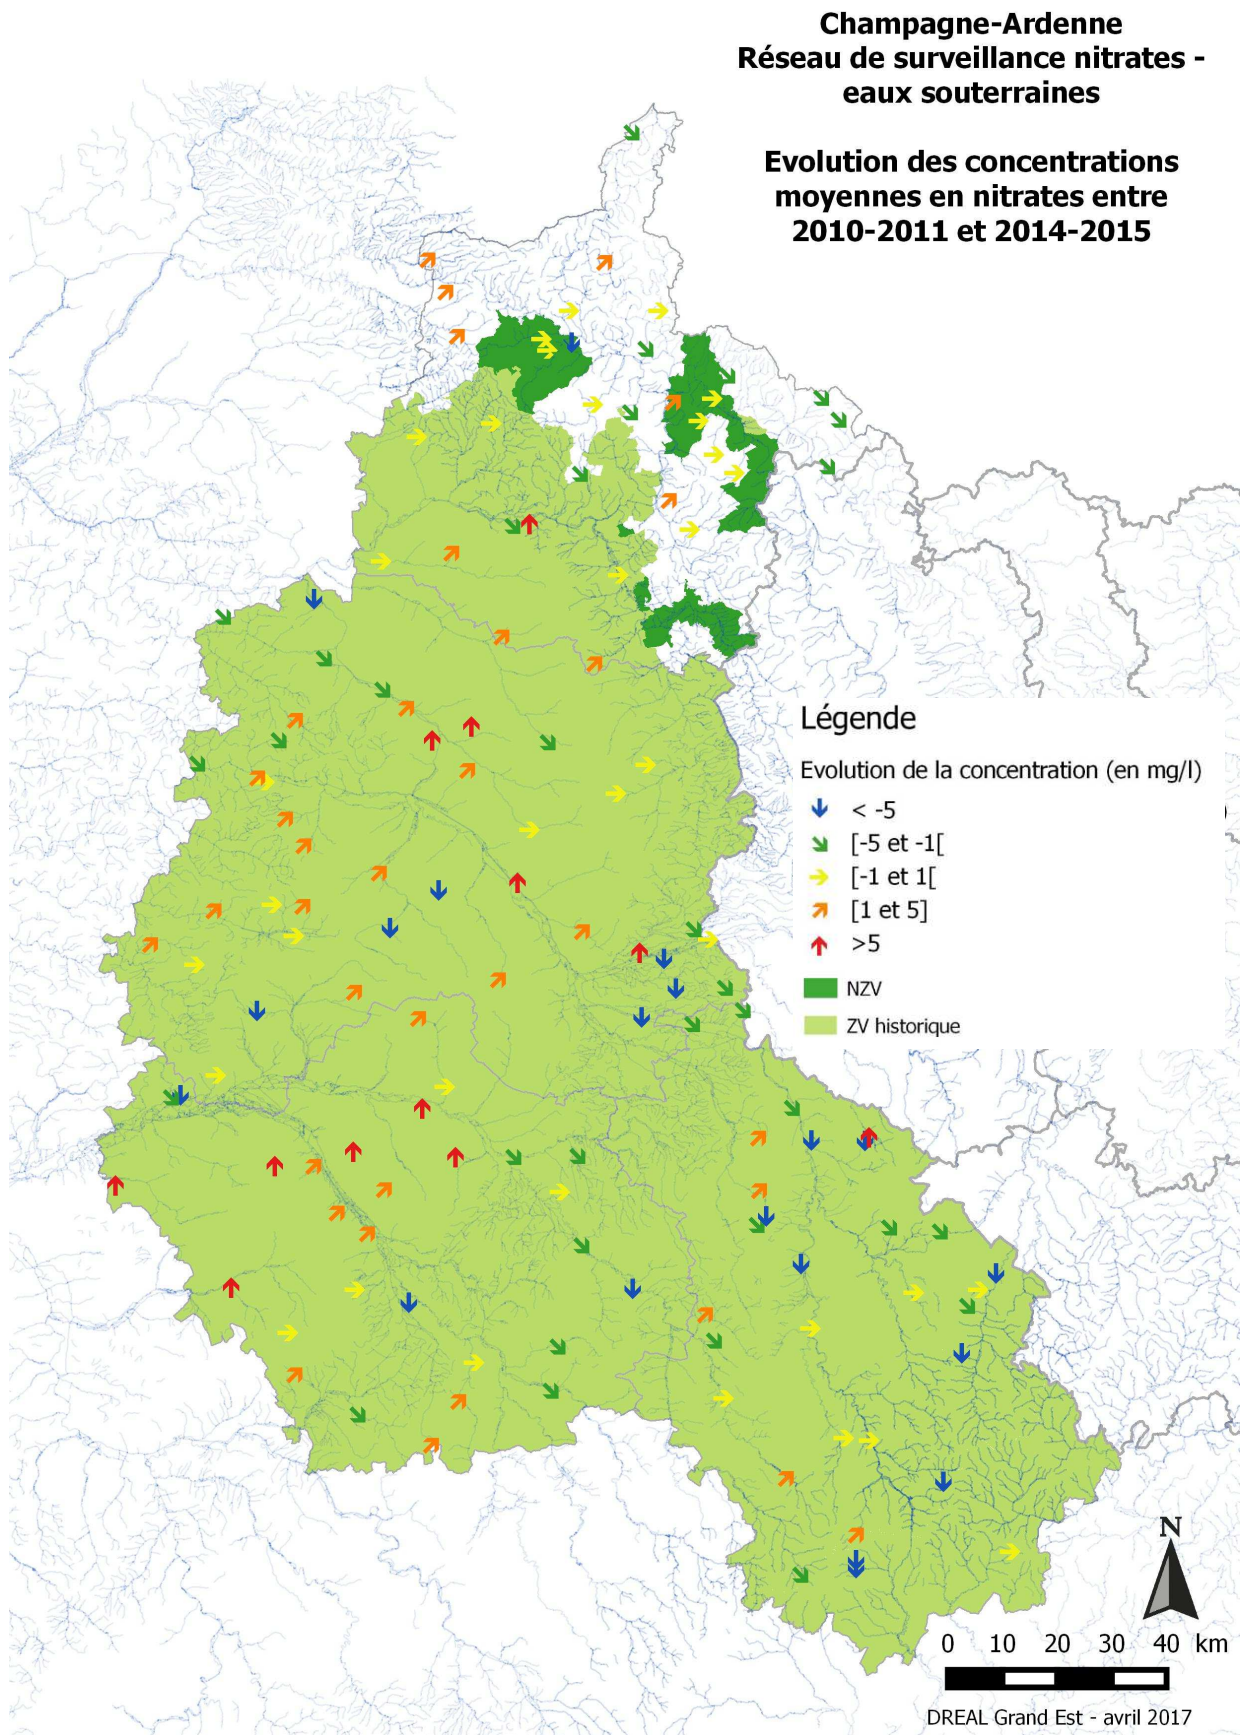 Champagne-Ardenne
Réseau de surveillance nitrates -
eaux souterraines
Evolution des concentrations
moyennes en nitrates entre
2010-2011 et 2014-2015
Légende
Evolution de la concentration (en mg/l)
< -5
[-5 et -1[
[-1 et 1[
[1 et 5]
>5
NZV
ZV historique
N
0 10 20 30 40 km
DREAL Grand Est - avril 2017